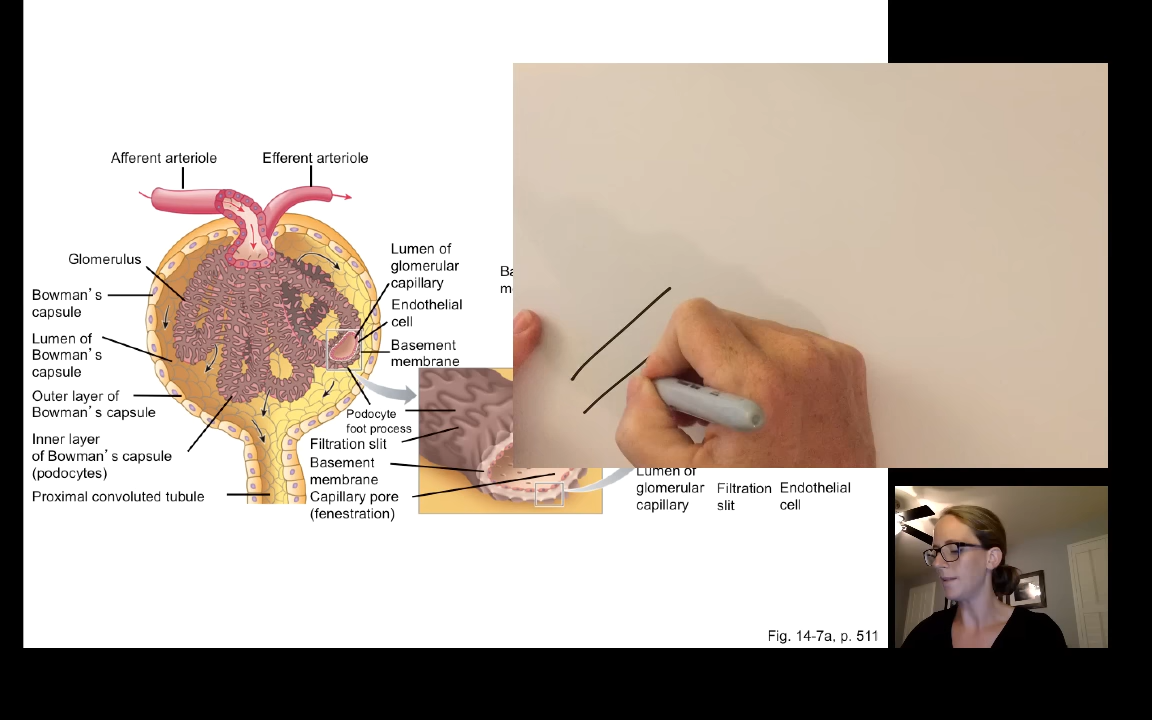 Afferent arteriole
Efferent arteriole
Glomerulus
Bowman's
capsule
Lumen of
Bowman's
capsule
Outer layer of
Bowman's capsule
Inner layer
of Bowman's capsule
(podocytes)
Proximal convoluted tubule
Lumen of
glomerular
capillary
Endothelial
cell
Basement
membrane
Podocyte
foot process
Filtration slit
Basement
membrane
Capillary pore
(fenestration)
Lumen of
glomerular
capillary
Filtration
slit
Endothelial
cell
Fig. 14-7a, p. 511